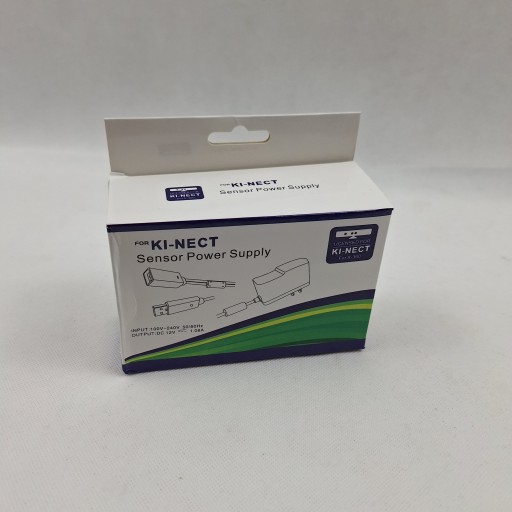 FOR KI-NECT
Sensor Power Supply
FOR KI-NECT
Sensor Power Supply
KI-NECT
INPUT:100V-240V 50/60Hz
OUTPUT:DC 12V 1.08A